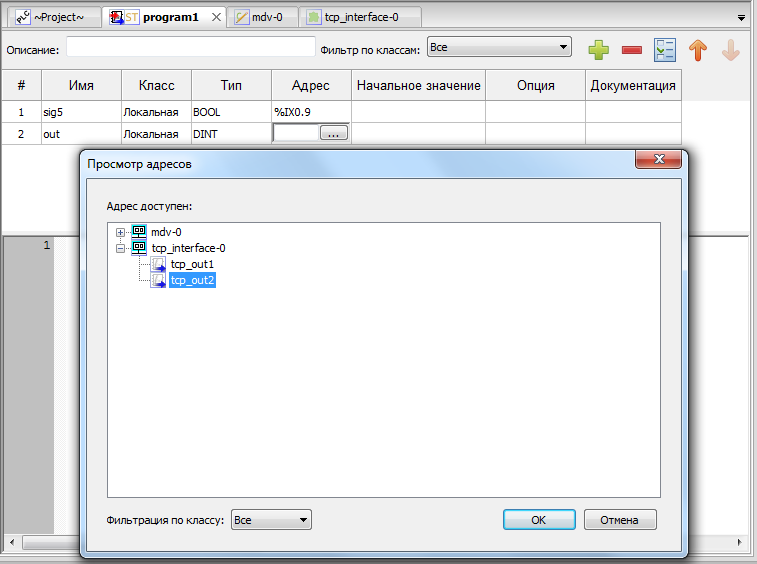 ~Project~ ST program1 mdv-0 tcp_interface-0
Описание: Фильтр по классам: Все
# Имя Класс Тип Адрес Начальное значение Опция Документация
1 sig5 Локальная BOOL %IX0.9
2 out Локальная DINT ...
Просмотр адресов
Адрес доступен:
mdv-0
tcp_interface-0
tcp_out1
tcp_out2
1
Фильтрация по классу: Все OK Отмена